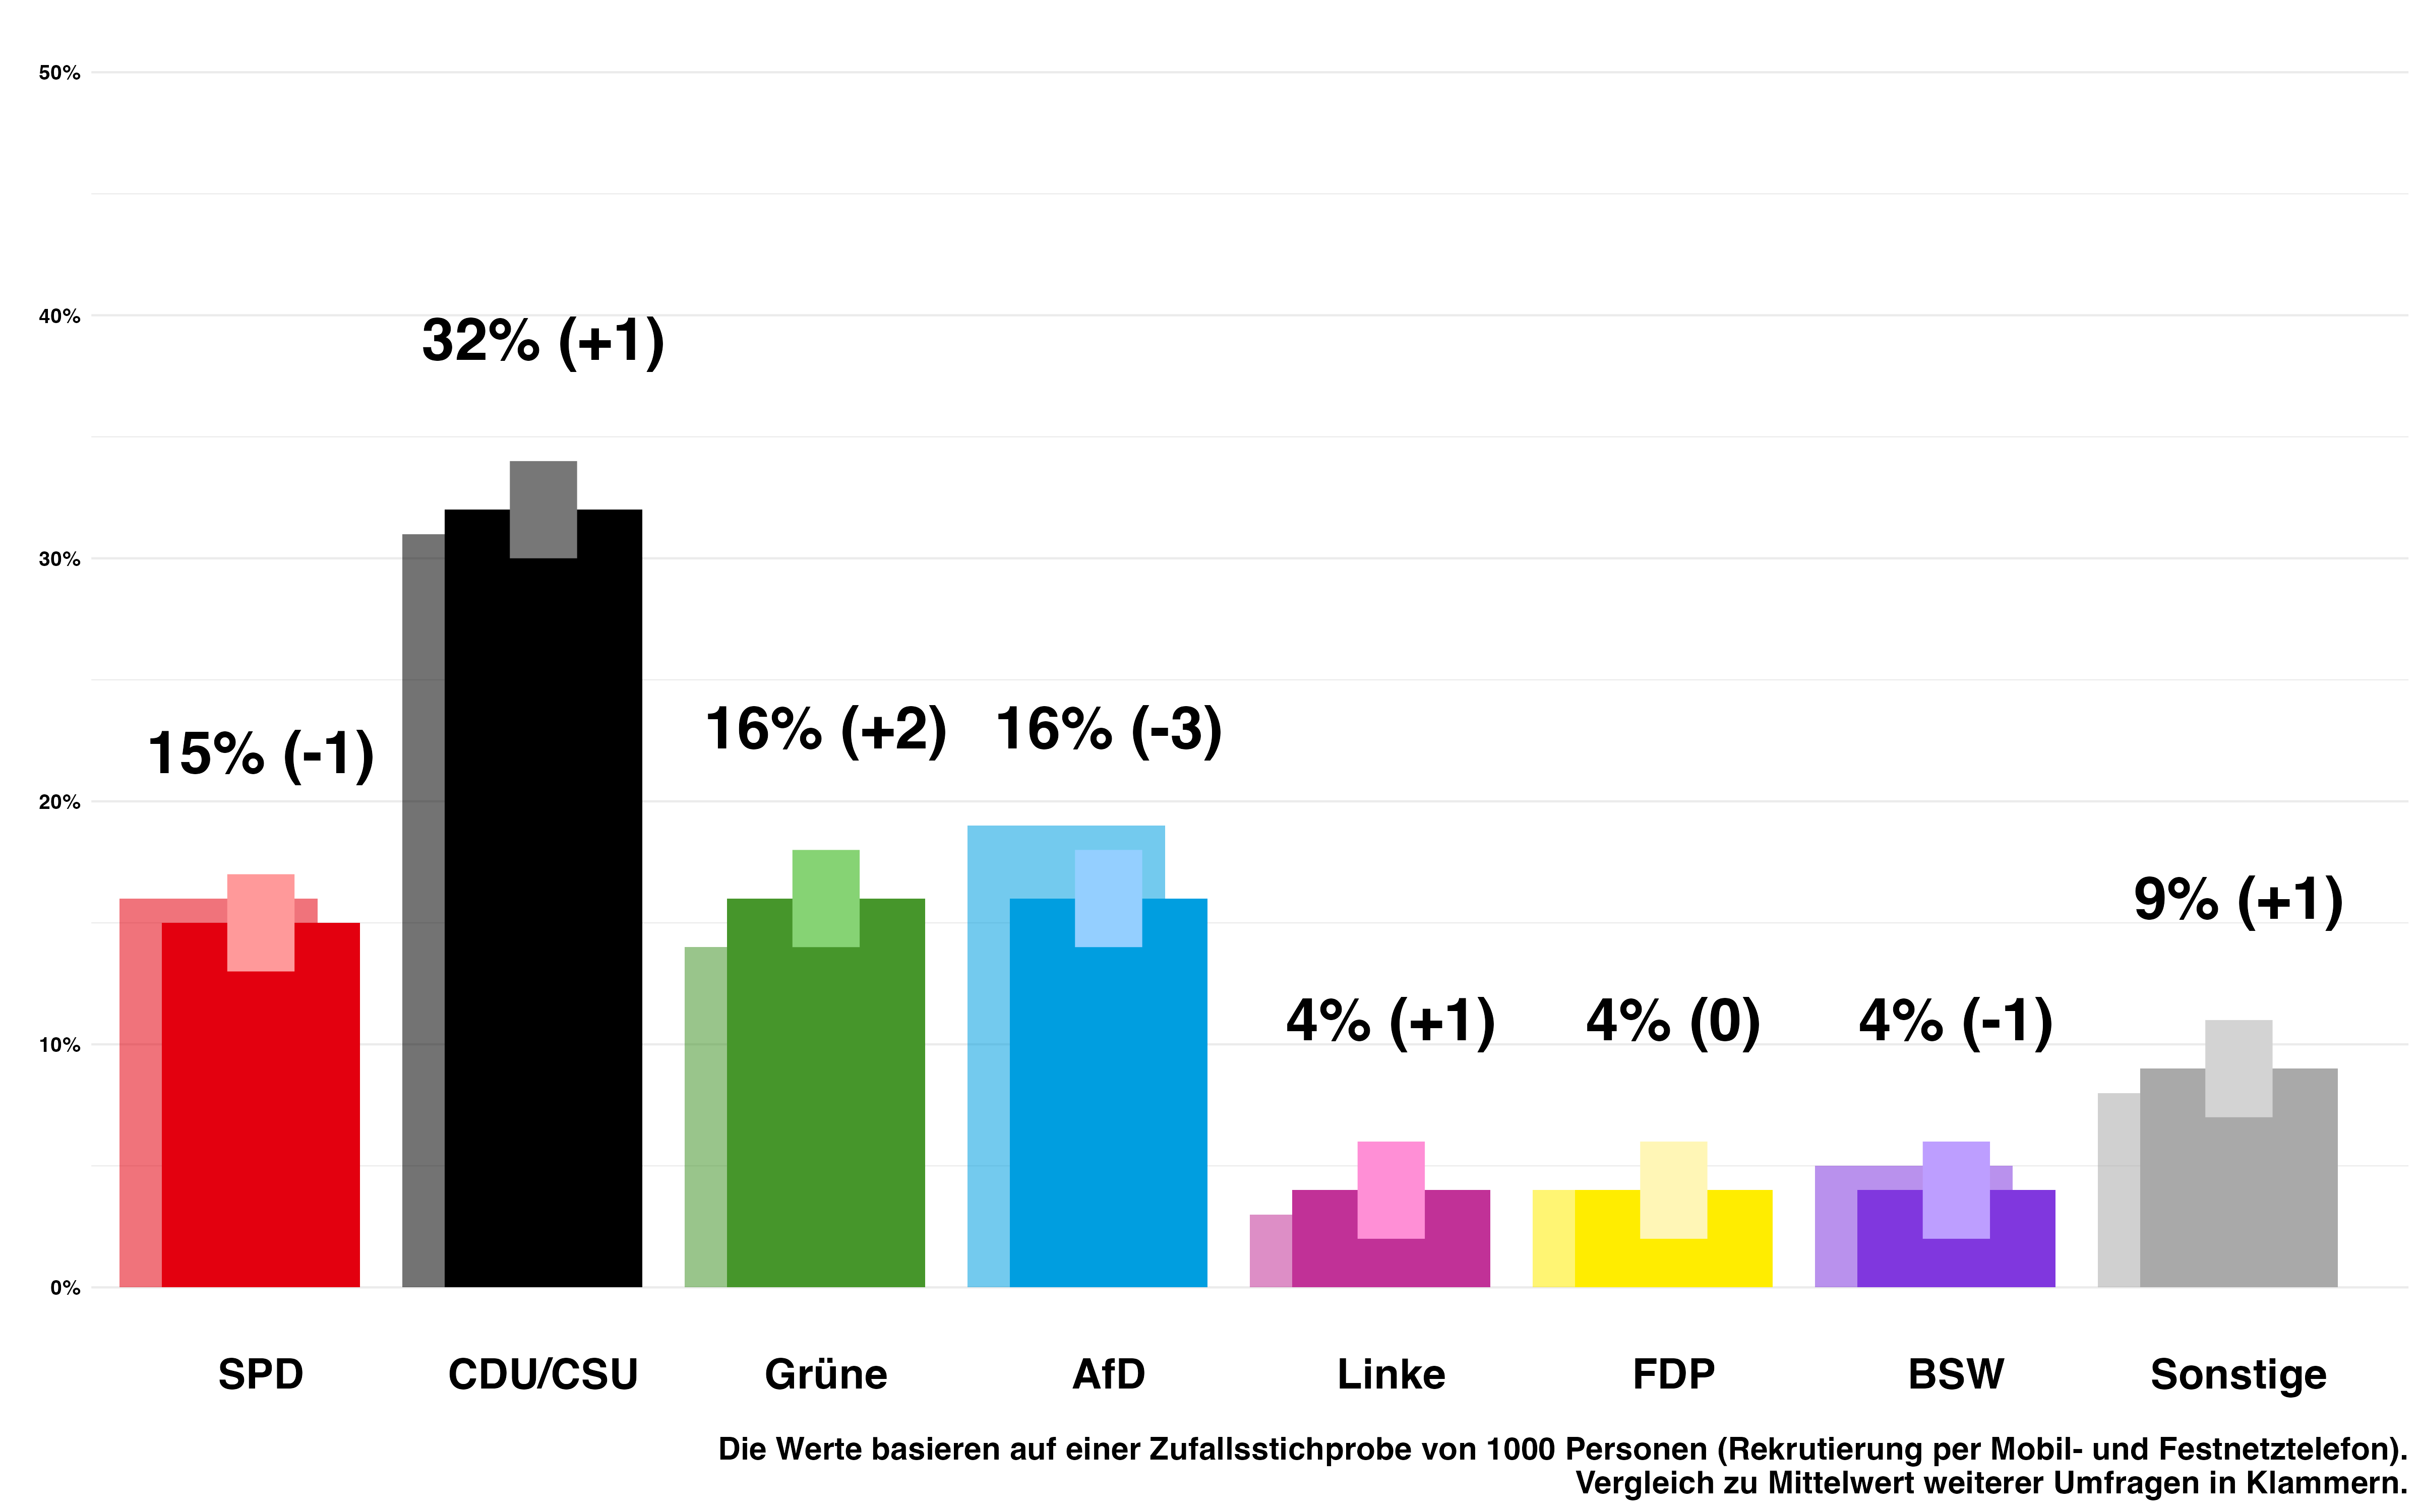 50%
40%
30%
20%
10%
0%
15% (-1)
32% (+1)
16% (+2)
16% (-3)
4% (+1)
4% (0)
4% (-1)
9% (+1)
SPD
CDU/CSU
Grüne
AfD
Linke
FDP
BSW
Sonstige
Die Werte basieren auf einer Zufallsstichprobe von 1000 Personen (Rekrutierung per Mobil- und Festnetztelefon).
Vergleich zu Mittelwert weiterer Umfragen in Klammern.